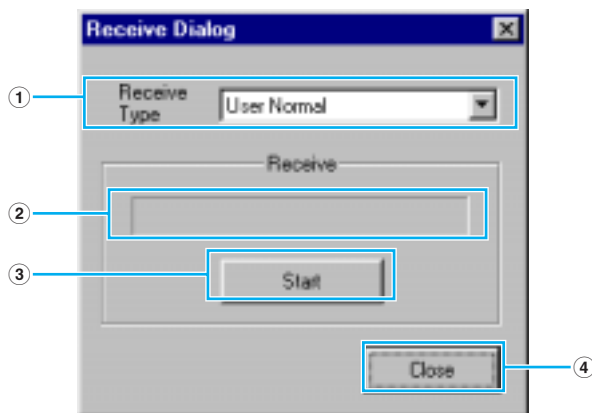 Receive Dialog
1
Receive
Type
User Normal
Receive
2
3
Start
Close
4